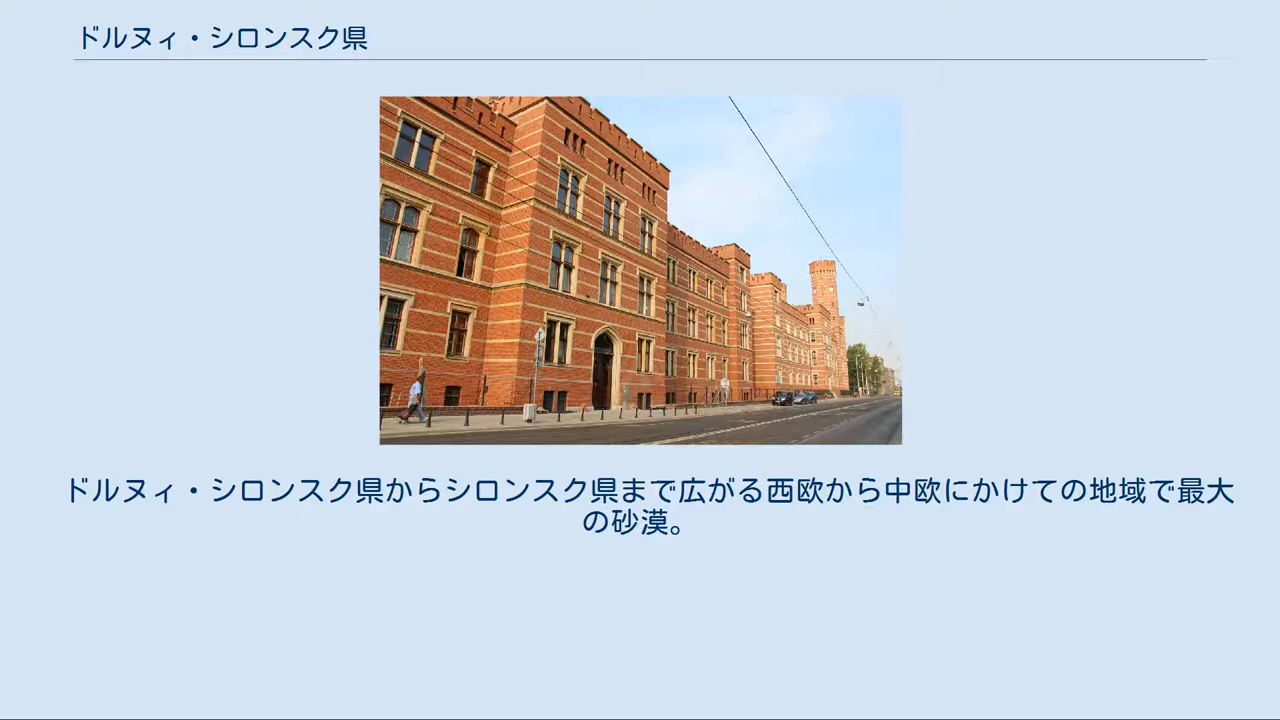 ドルヌィ・シロンスク県
ドルヌィ・シロンスク県からシロンスク県まで広がる西欧から中欧にかけての地域で最大
の砂漠。